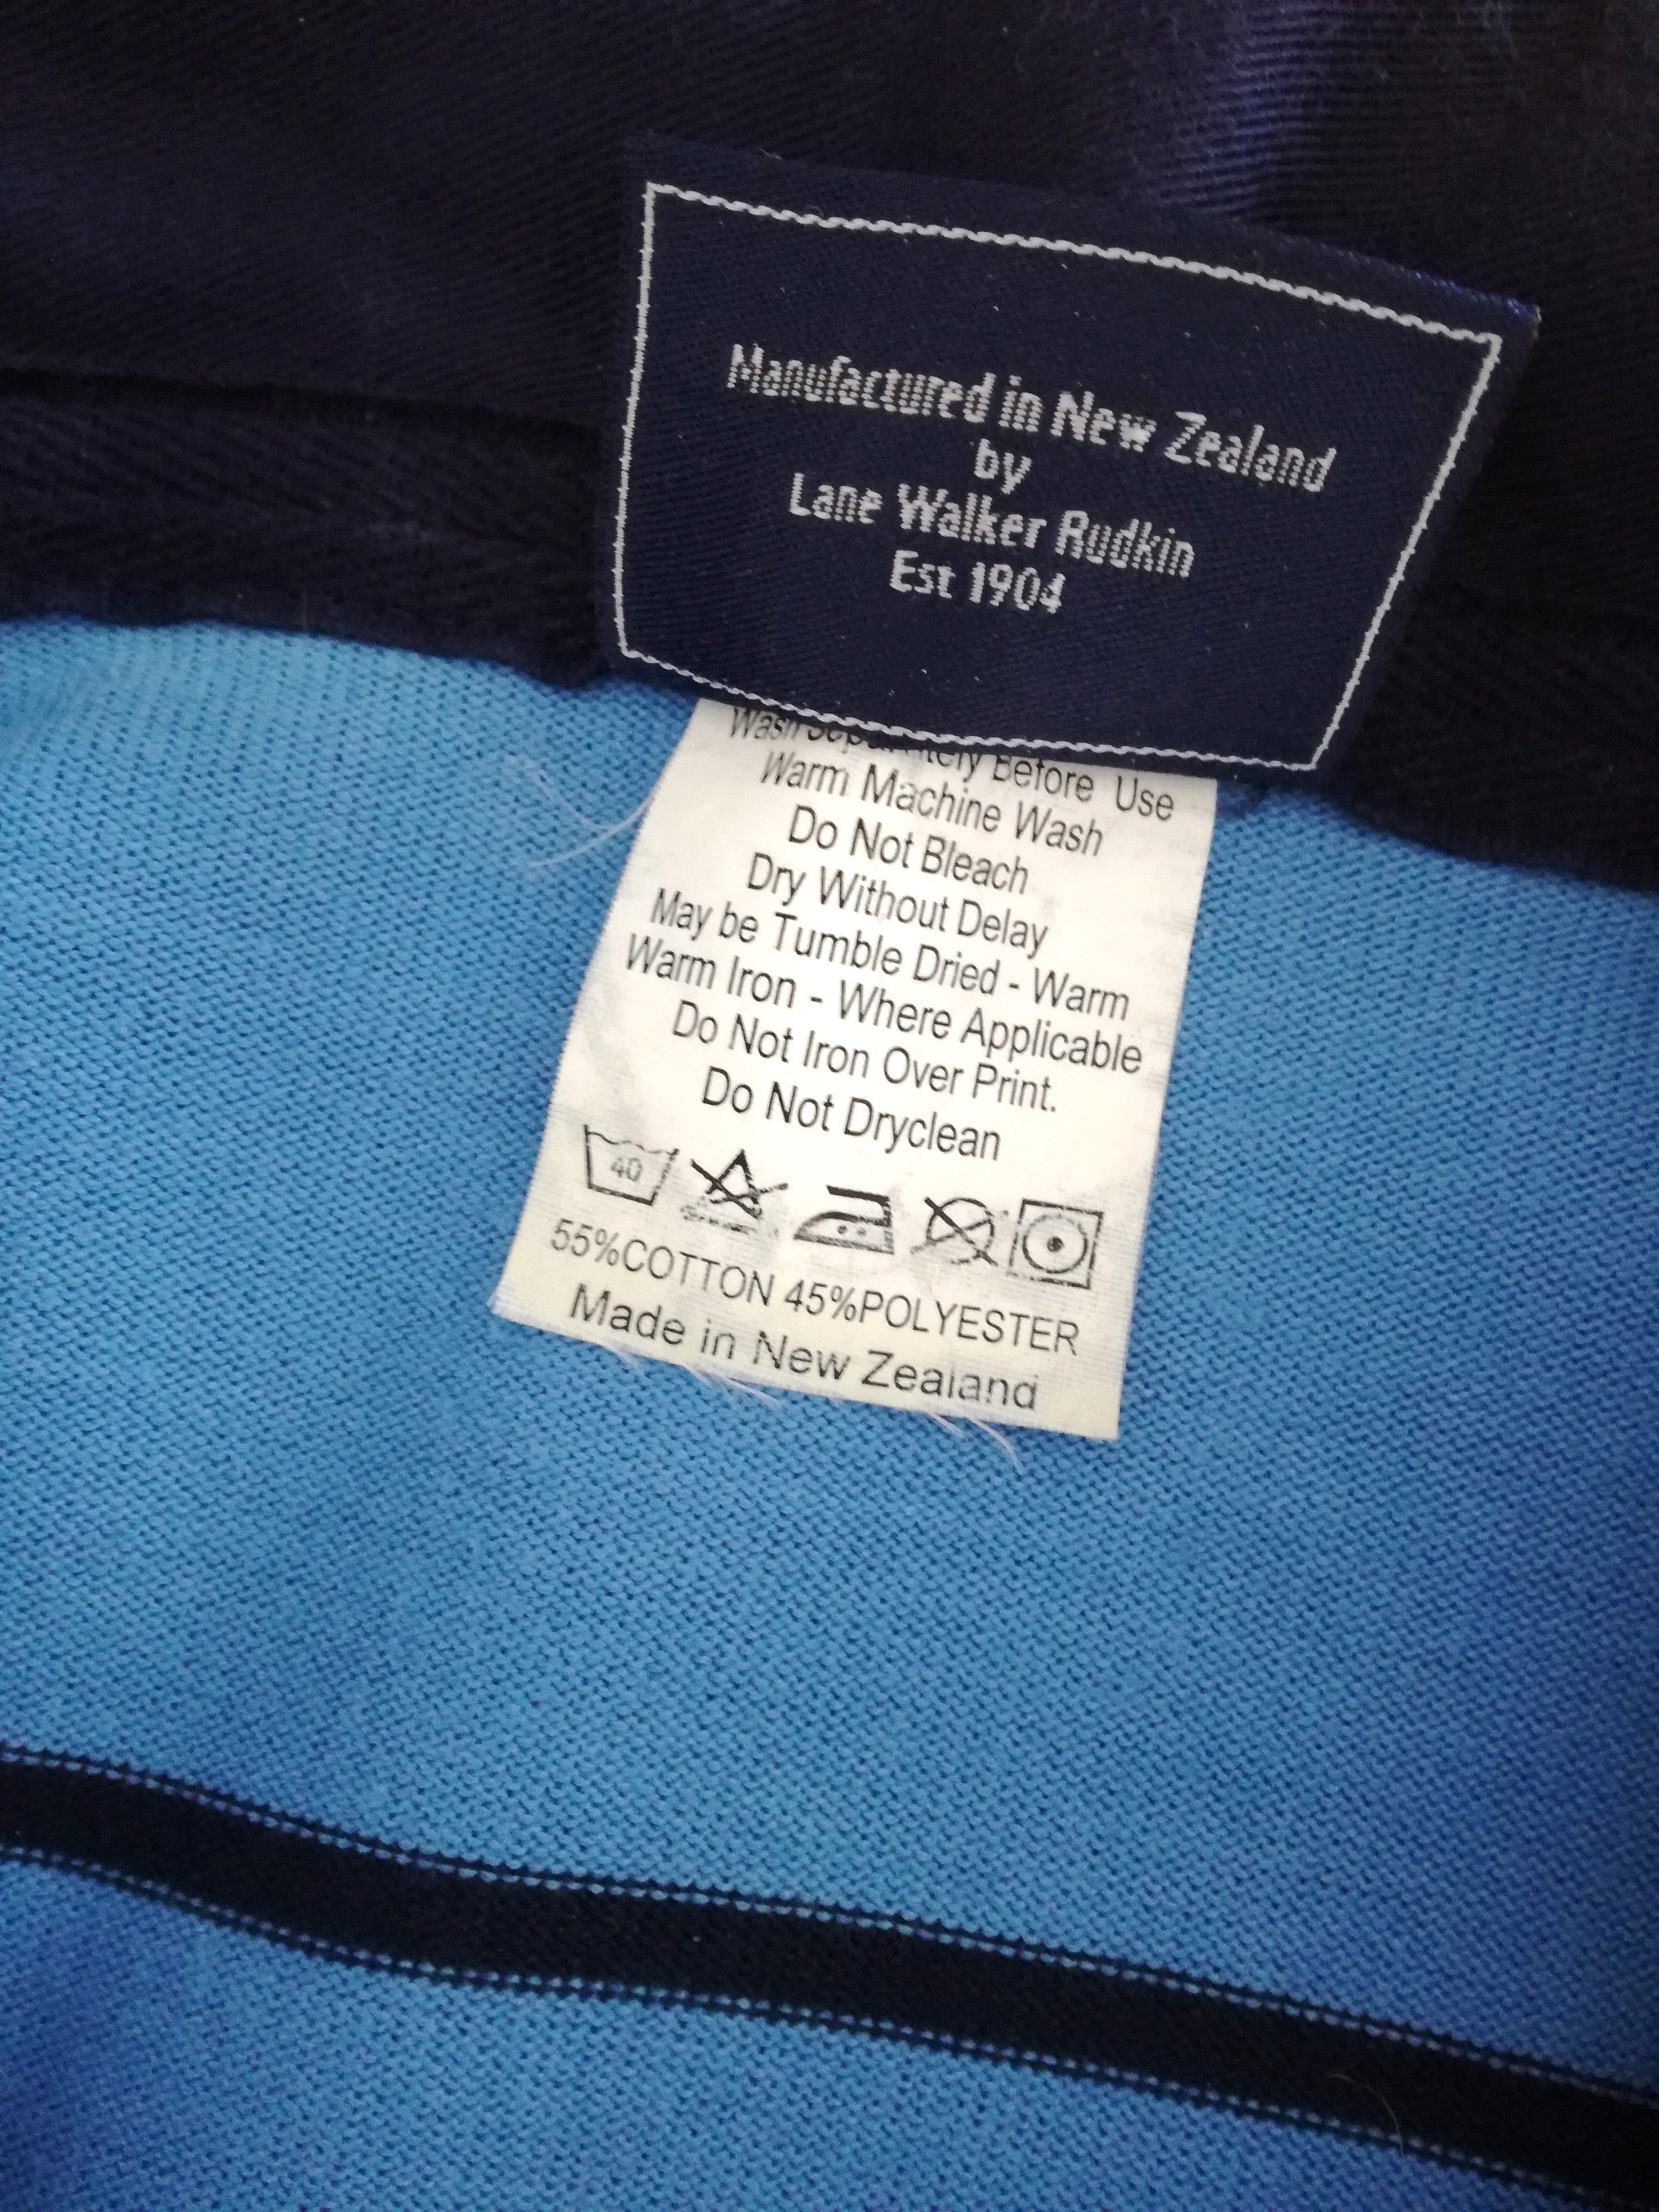 Manufactured in New Zealand
by
Lane Walker Rudkin
Est 1904
Wash Separately Before Use
Warm Machine Wash
Do Not Bleach
Dry Without Delay
May be Tumble Dried - Warm
Warm Iron - Where Applicable
Do Not Iron Over Print.
Do Not Dryclean
40
55%COTTON 45%POLYESTER
Made in New Zealand